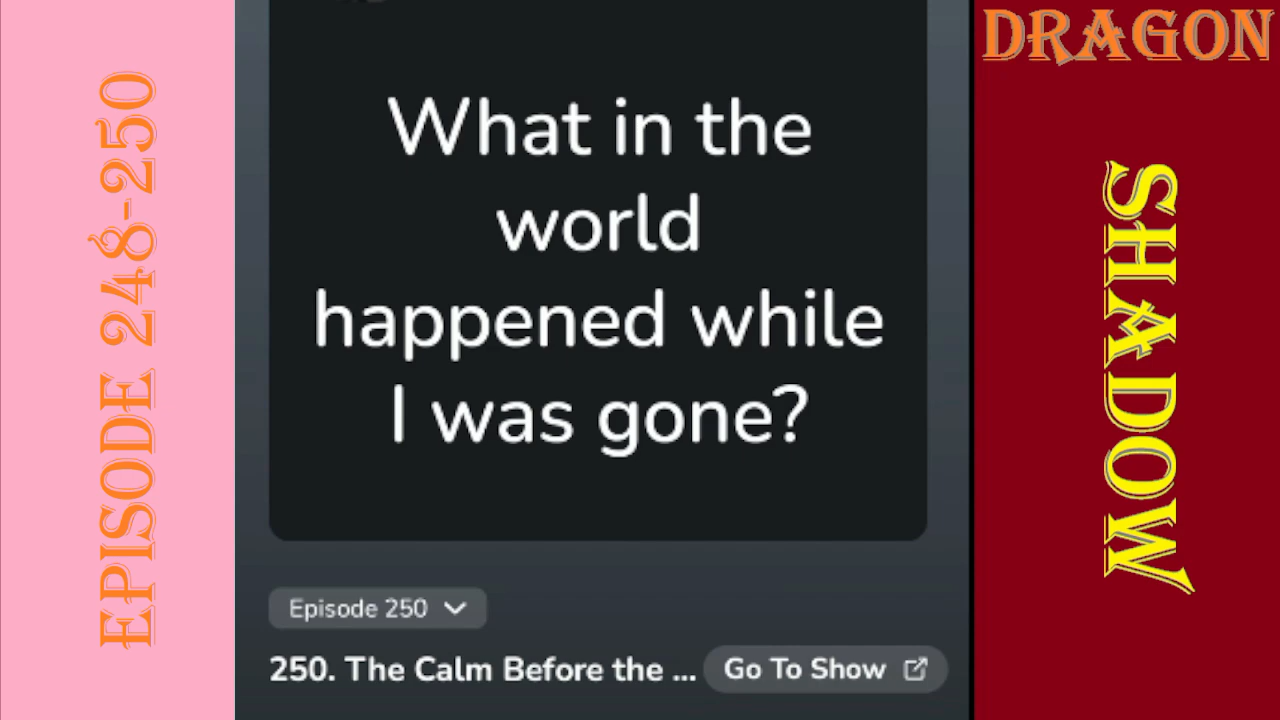 EPISODE 248-250
What in the
world
happened while
I was gone?
Episode 250
250. The Calm Before the ...
Go To Show
DRAGON
SHADOW